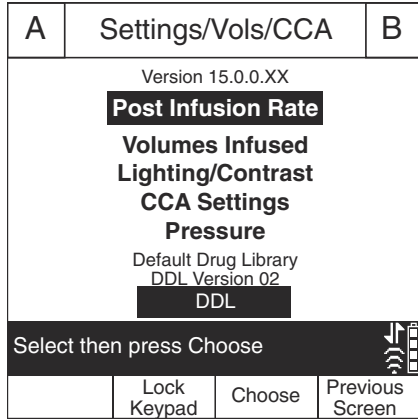 A Settings/Vols/CCA B
Version 15.0.0.XX
Post Infusion Rate
Volumes Infused
Lighting/Contrast
CCA Settings
Pressure
Default Drug Library
DDL Version 02
DDL
Select then press Choose
Lock Keypad
Choose
Previous Screen